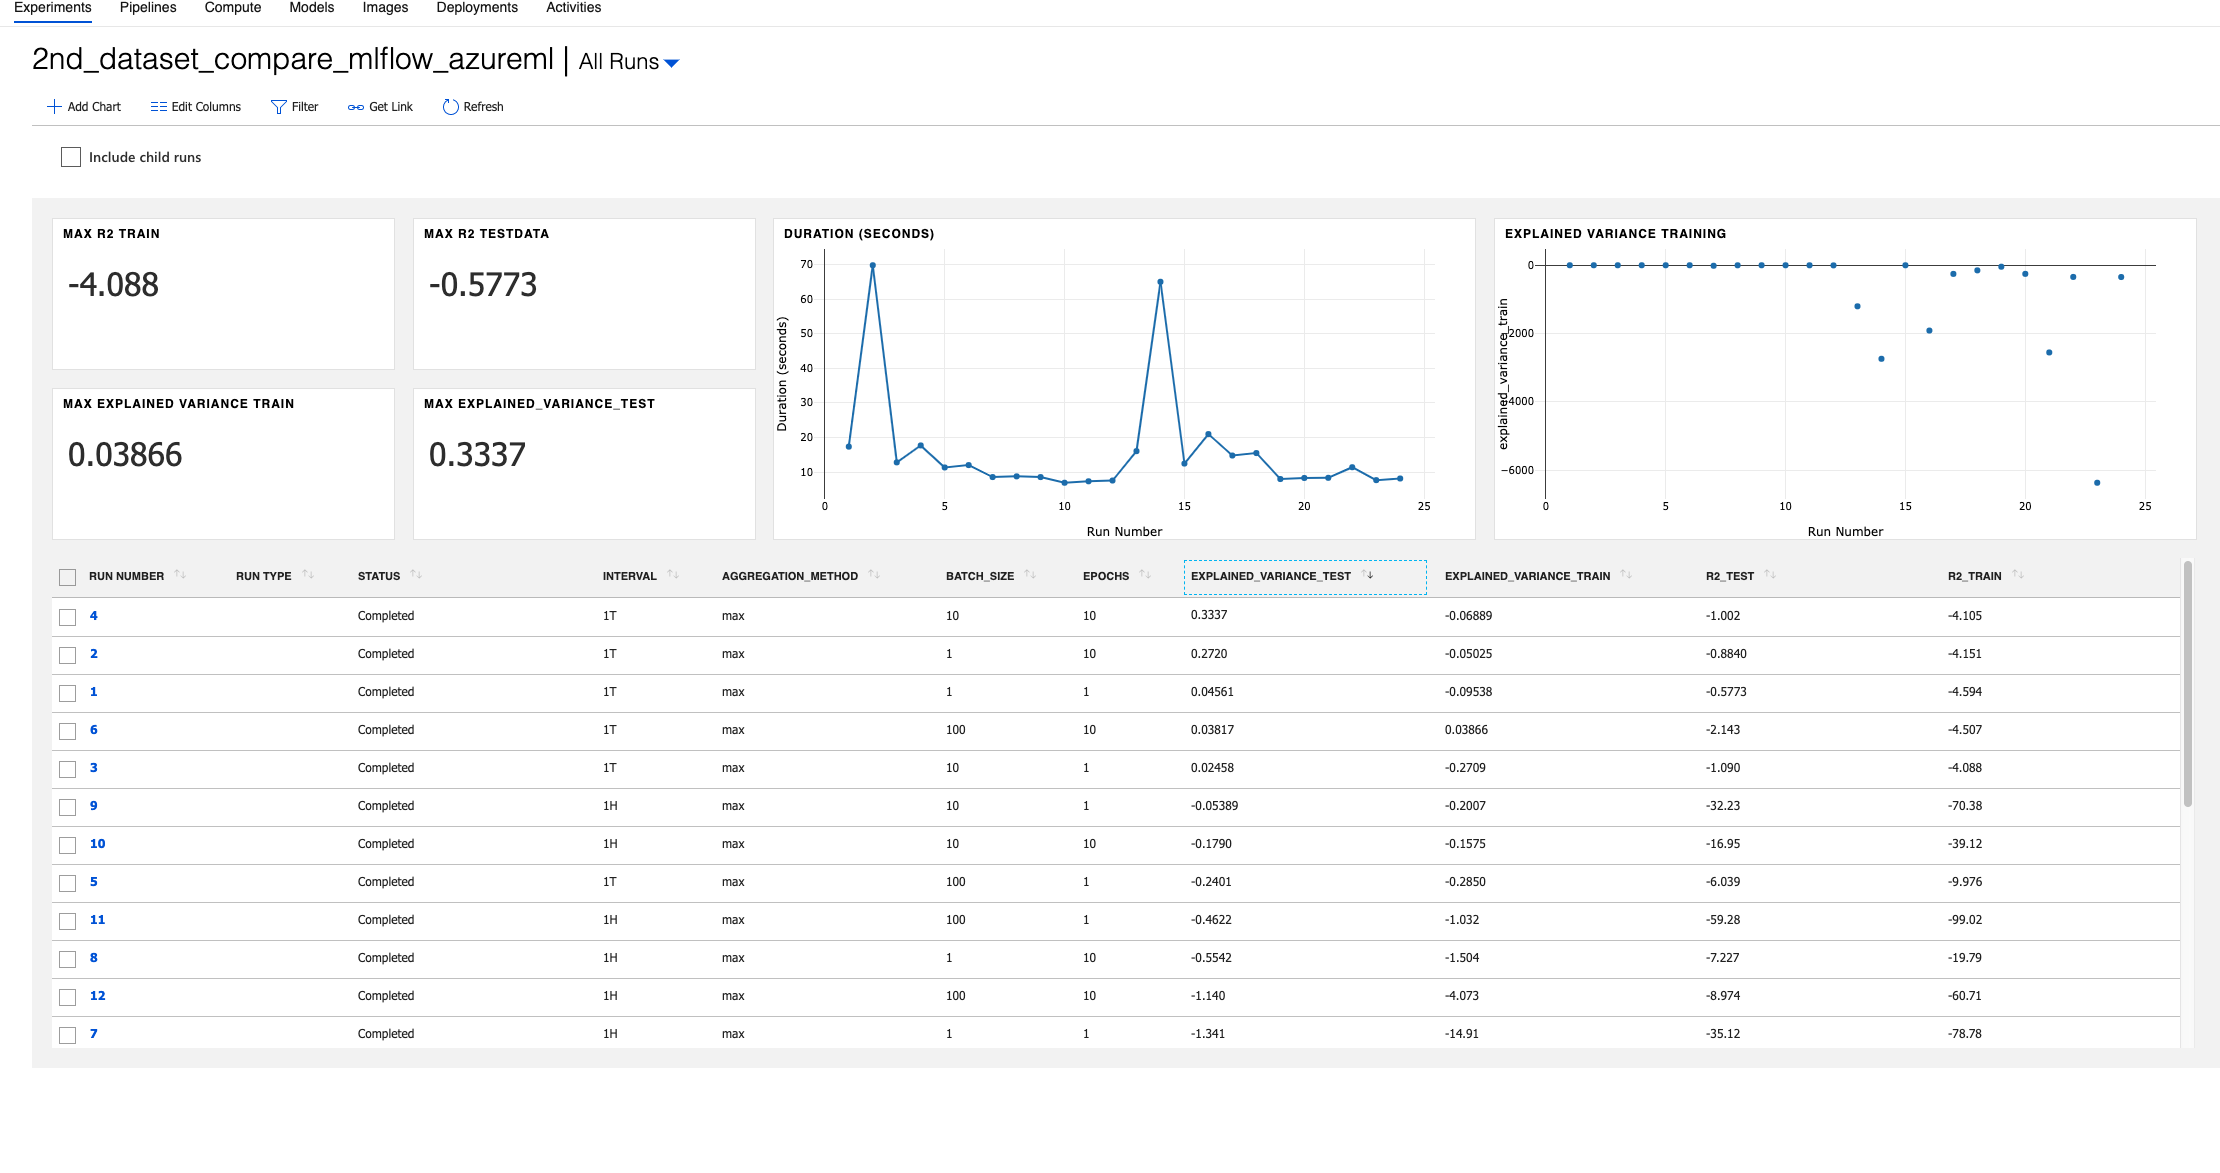 Experiments Pipelines Compute Models Images Deployments Activities
2nd_dataset_compare_mlflow_azureml | All Runs
Add Chart Edit Columns Filter Get Link Refresh
Include child runs
MAX R2 TRAIN
-4.088
MAX R2 TESTDATA
-0.5773
MAX EXPLAINED VARIANCE TRAIN
0.03866
MAX EXPLAINED_VARIANCE_TEST
0.3337
DURATION (SECONDS)
70
60
50
40
30
20
10
Duration (seconds)
0 5 10 15 20 25
Run Number
EXPLAINED VARIANCE TRAINING
0
−2000
−4000
−6000
explained_variance_train
0 5 10 15 20 25
Run Number
RUN NUMBER RUN TYPE STATUS INTERVAL AGGREGATION_METHOD BATCH_SIZE EPOCHS EXPLAINED_VARIANCE_TEST EXPLAINED_VARIANCE_TRAIN R2_TEST R2_TRAIN
4 Completed 1T max 10 10 0.3337 -0.06889 -1.002 -4.105
2 Completed 1T max 1 10 0.2720 -0.05025 -0.8840 -4.151
1 Completed 1T max 1 1 0.04561 -0.09538 -0.5773 -4.594
6 Completed 1T max 100 10 0.03817 0.03866 -2.143 -4.507
3 Completed 1T max 10 1 0.02458 -0.2709 -1.090 -4.088
9 Completed 1H max 10 1 -0.05389 -0.2007 -32.23 -70.38
10 Completed 1H max 10 10 -0.1790 -0.1575 -16.95 -39.12
5 Completed 1T max 100 1 -0.2401 -0.2850 -6.039 -9.976
11 Completed 1H max 100 1 -0.4622 -1.032 -59.28 -99.02
8 Completed 1H max 1 10 -0.5542 -1.504 -7.227 -19.79
12 Completed 1H max 100 10 -1.140 -4.073 -8.974 -60.71
7 Completed 1H max 1 1 -1.341 -14.91 -35.12 -78.78